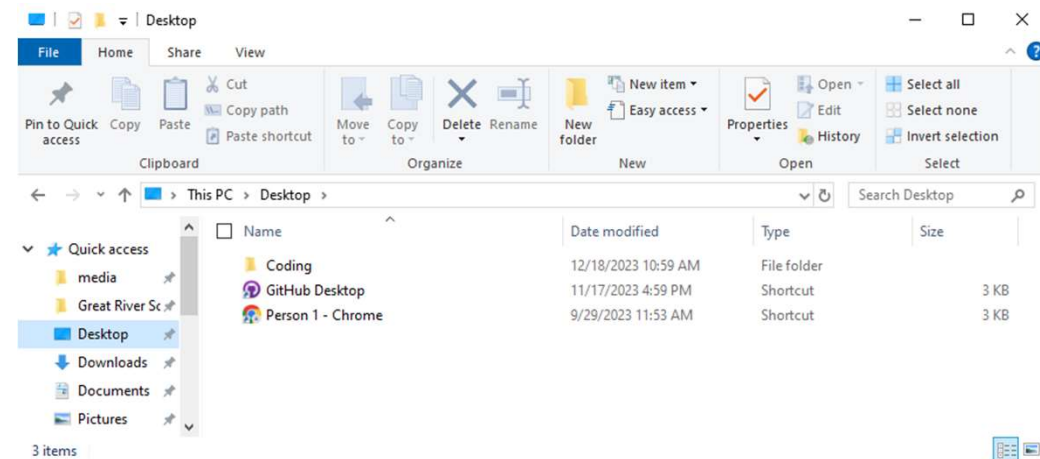 Desktop
File Home Share View
Pin to Quick access
Copy
Paste
Cut
Copy path
Paste shortcut
Clipboard
Move to
Copy to
Delete
Rename
Organize
New folder
New item
Easy access
New
Properties
Open
Edit
History
Open
Select all
Select none
Invert selection
Select
This PC > Desktop >
Search Desktop
Name Date modified Type Size
Quick access
media
Great River Sc
Desktop
Downloads
Documents
Pictures
Coding 12/18/2023 10:59 AM File folder
GitHub Desktop 11/17/2023 4:59 PM Shortcut 3 KB
Person 1 - Chrome 9/29/2023 11:53 AM Shortcut 3 KB
3 items